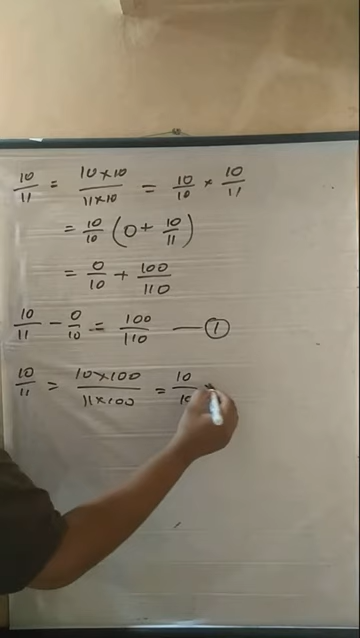 10/11 = 10×10/11×10 = 10/10 × 10/11
= 10/10 (0 + 10/11)
= 0/10 + 100/110
10/11 − 0/10 = 100/110 — ①
10/11 = 10×100/11×100 = 10/10